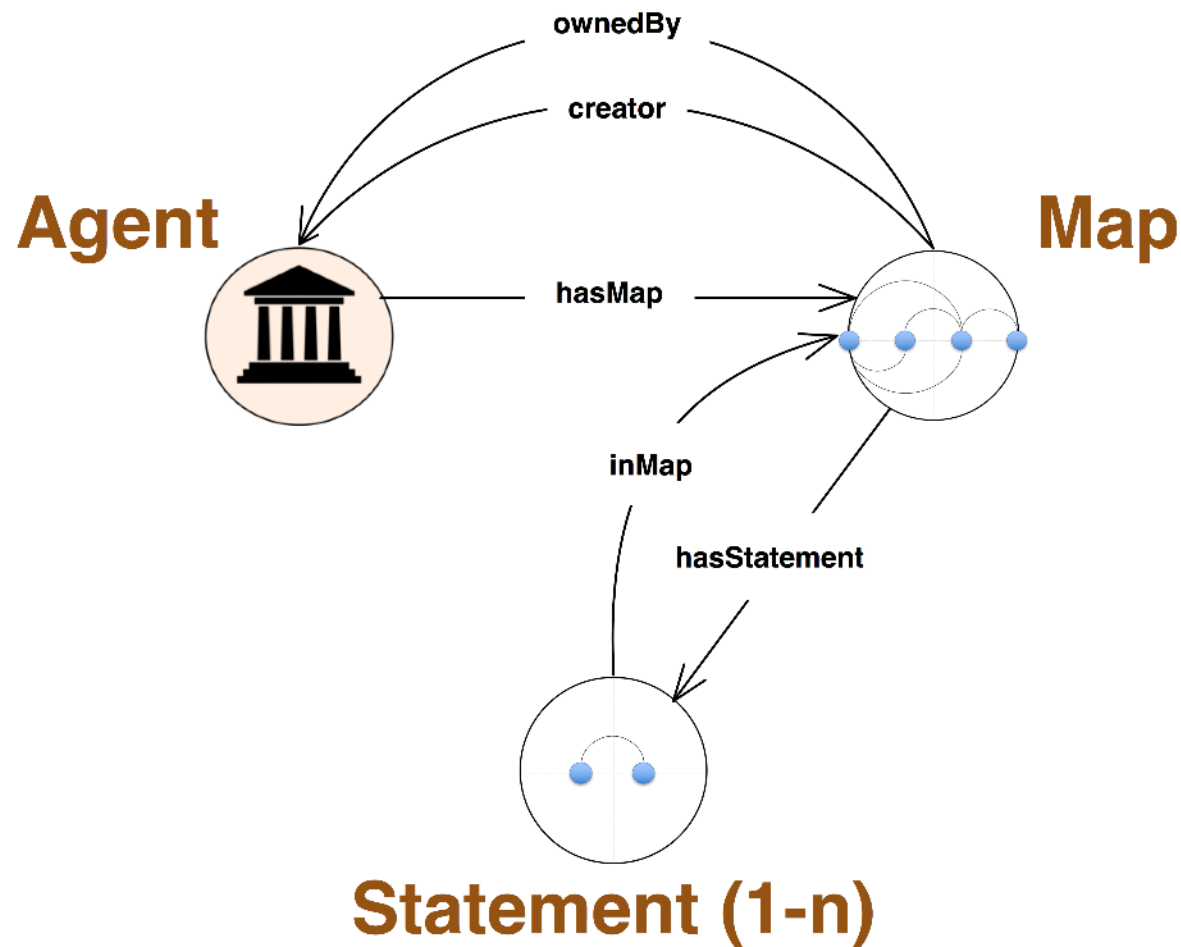 ownedBy
creator
Agent
Map
hasMap
inMap
hasStatement
Statement (1-n)